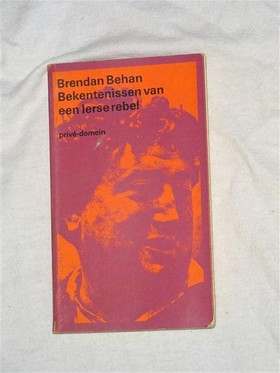 Brendan Behan
Bekentenissen van
een Ierse rebel
privé-domein